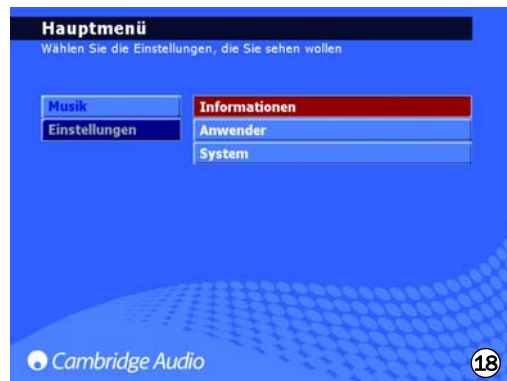 Hauptmenü
Wählen Sie die Einstellungen, die Sie sehen wollen
Musik
Einstellungen
Informationen
Anwender
System
Cambridge Audio
18